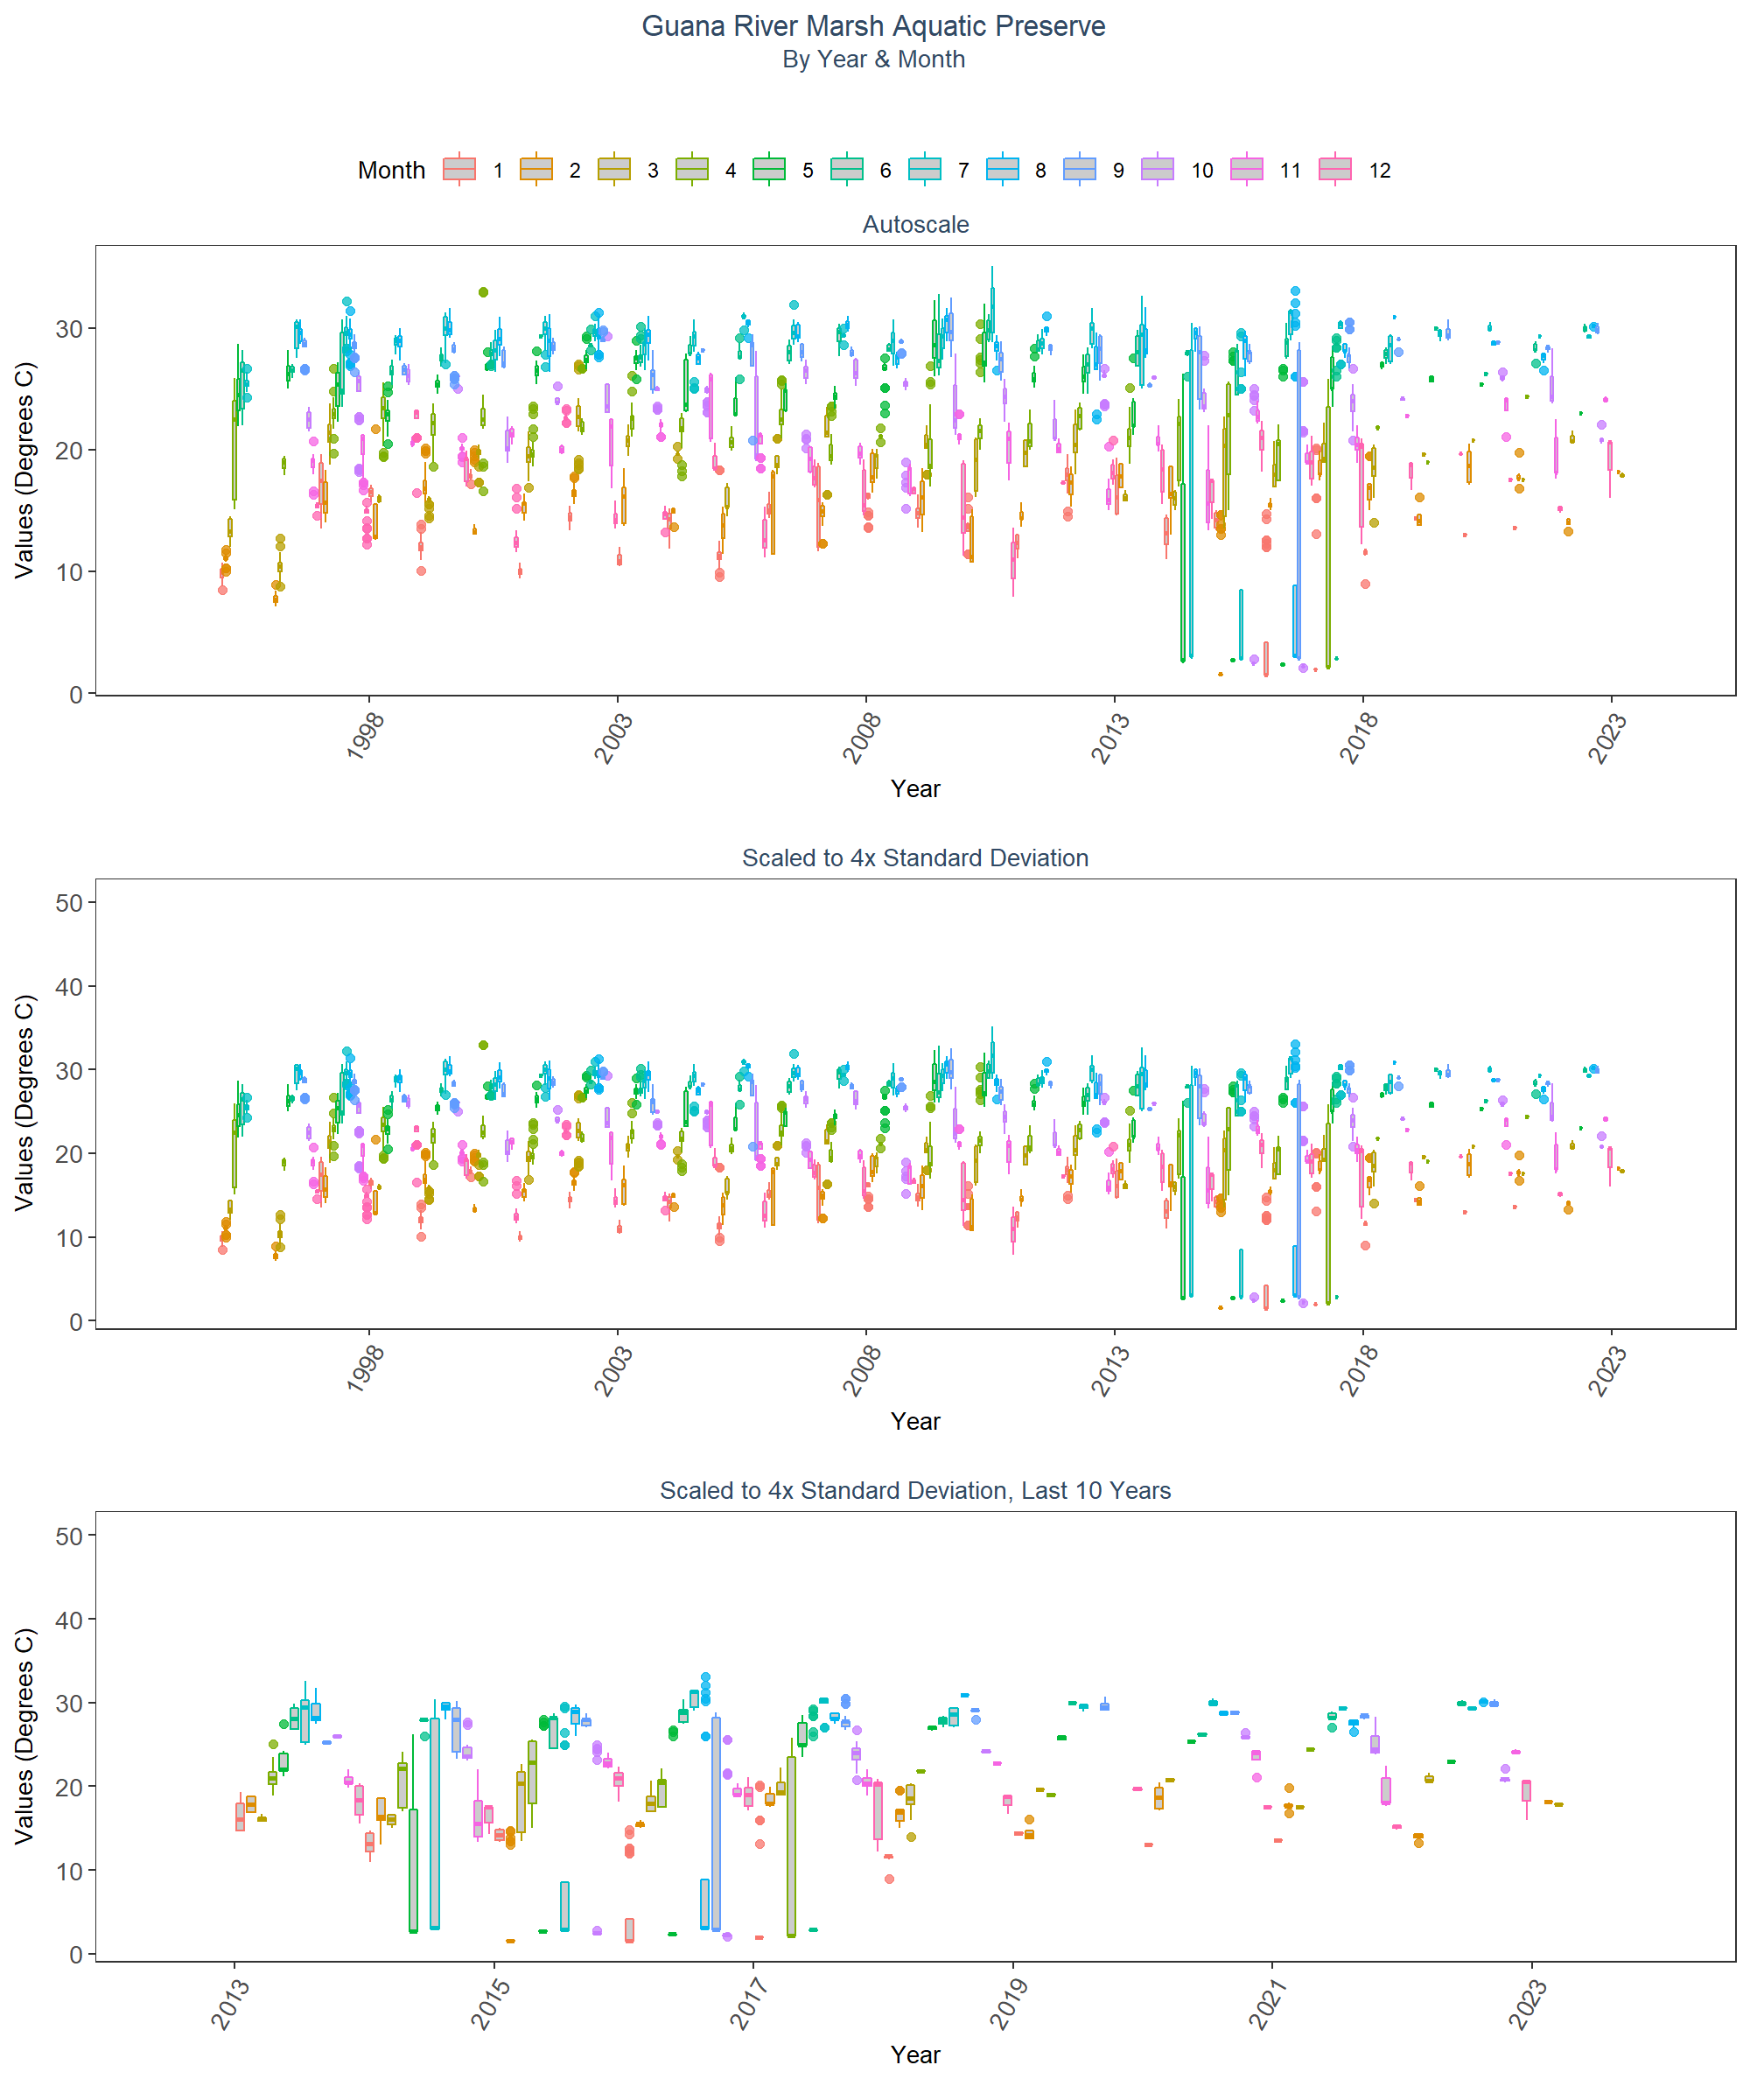 Guana River Marsh Aquatic Preserve
By Year & Month
Month 1 2 3 4 5 6 7 8 9 10 11 12
Autoscale
Values (Degrees C)
30
20
10
0
1998 2003 2008 2013 2018 2023
Year
Scaled to 4x Standard Deviation
Values (Degrees C)
50
40
30
20
10
0
1998 2003 2008 2013 2018 2023
Year
Scaled to 4x Standard Deviation, Last 10 Years
Values (Degrees C)
50
40
30
20
10
0
2013 2015 2017 2019 2021 2023
Year